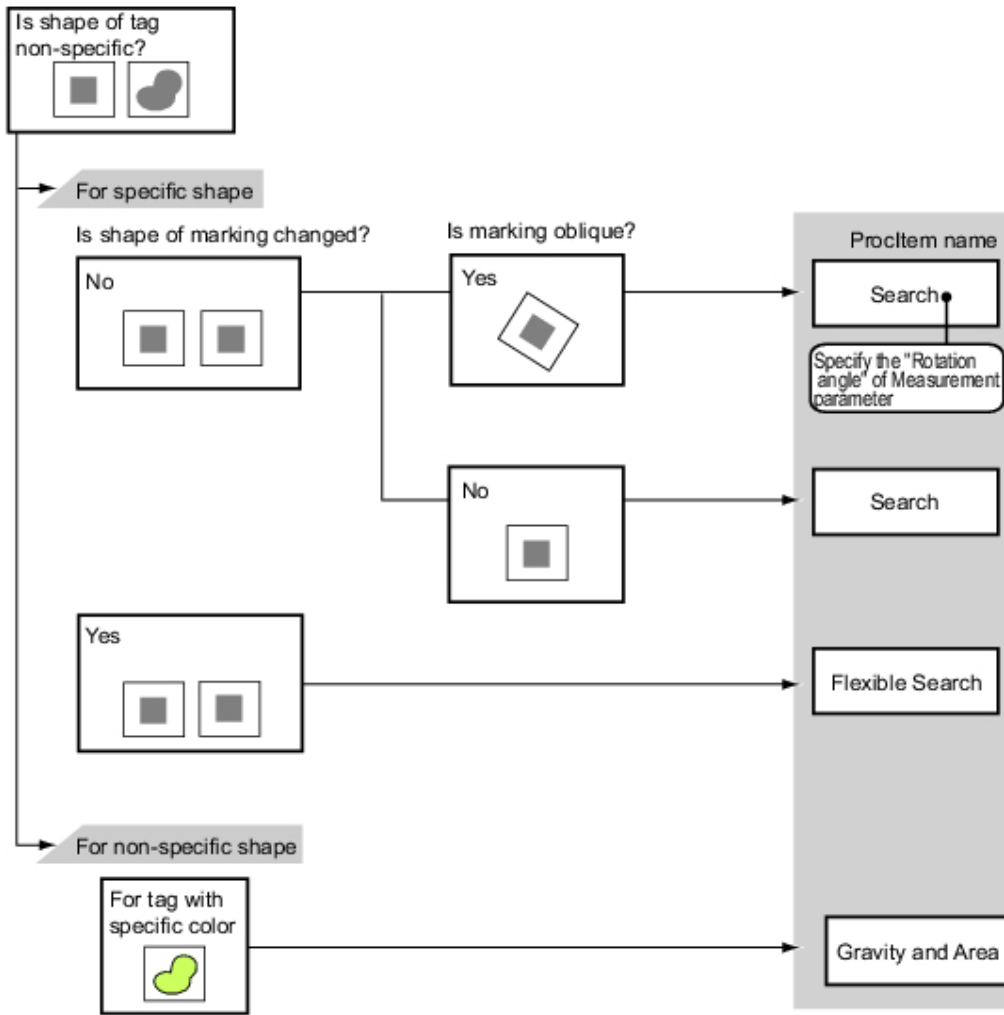 Is shape of tag
non-specific?
For specific shape
Is shape of marking changed?
Is marking oblique?
ProcItem name
No
Yes
Search
Specify the "Rotation
angle" of Measurement
parameter
No
Search
Yes
Flexible Search
For non-specific shape
For tag with
specific color
Gravity and Area